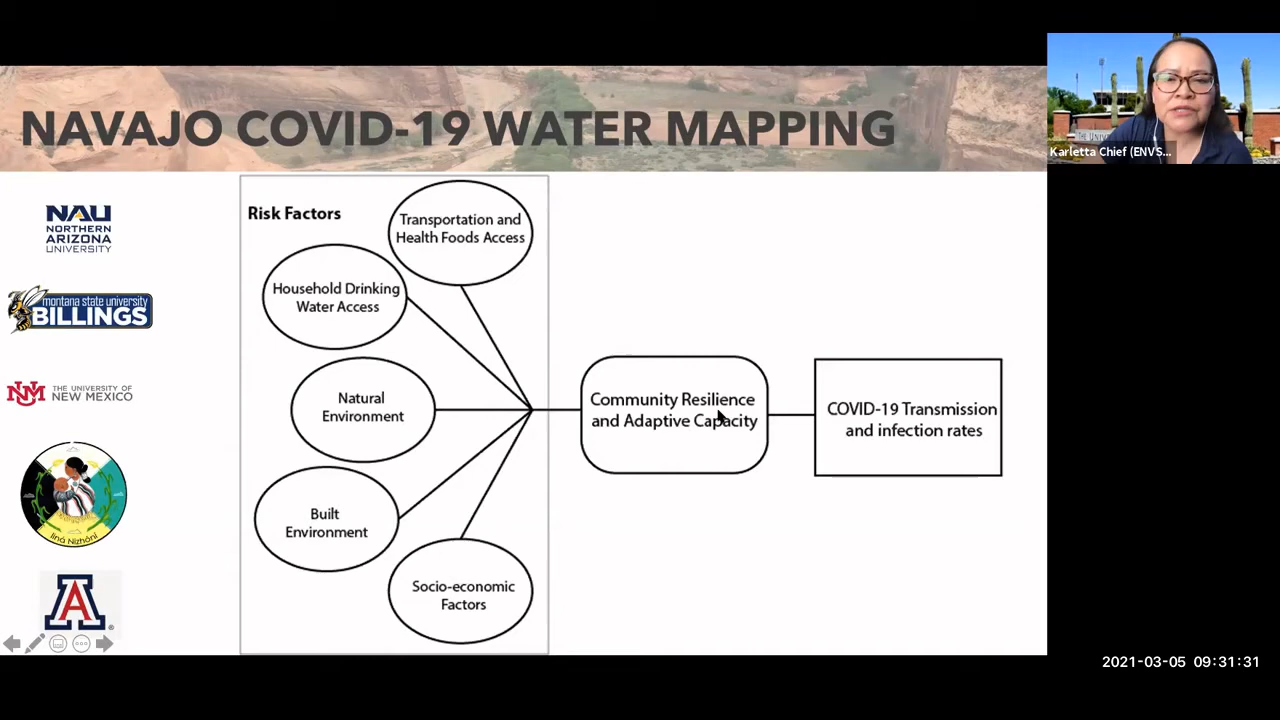 NAVAJO COVID-19 WATER MAPPING
Karletta Chief (ENVS...
NAU
NORTHERN
ARIZONA
UNIVERSITY
montana state university
BILLINGS
THE UNIVERSITY OF
NEW MEXICO
Iiná Nizhóní
A
Risk Factors
Transportation and
Health Foods Access
Household Drinking
Water Access
Natural
Environment
Built
Environment
Socio-economic
Factors
Community Resilience
and Adaptive Capacity
COVID-19 Transmission
and infection rates
2021-03-05 09:31:31